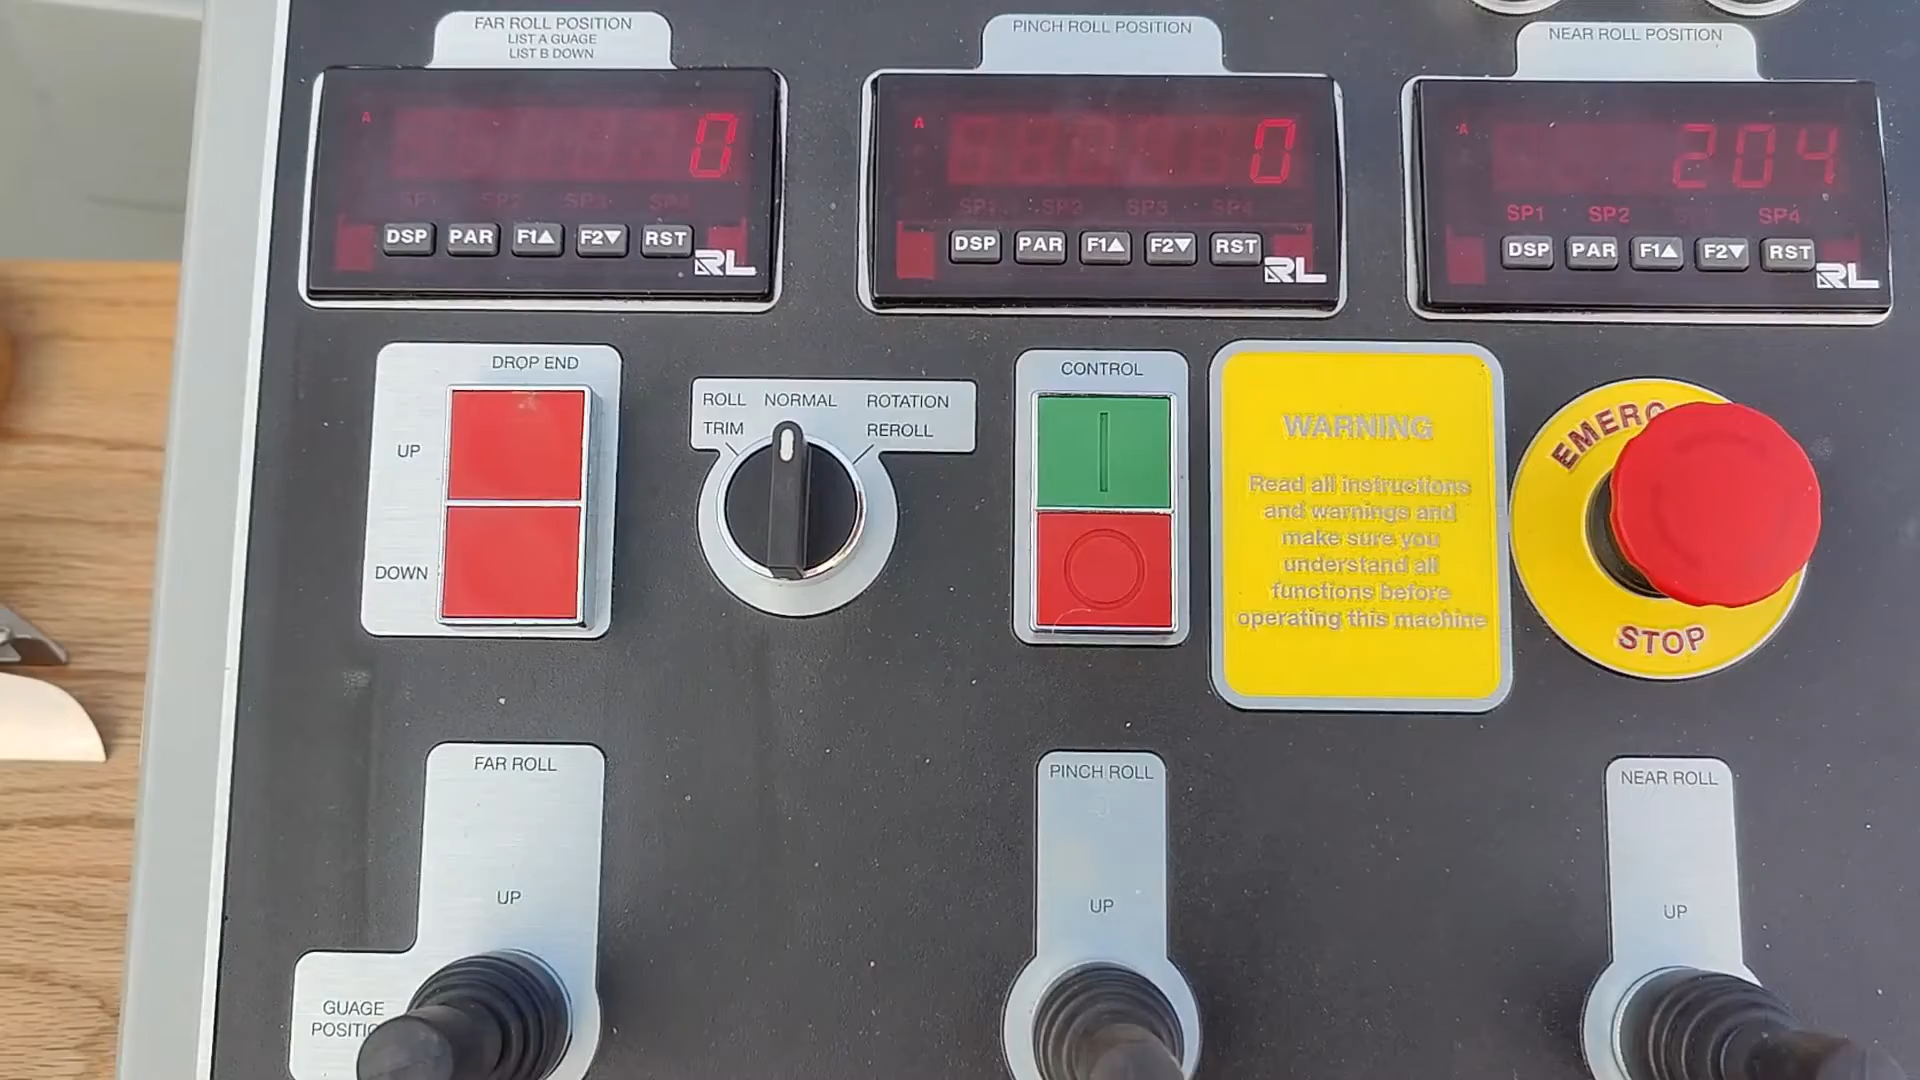 FAR ROLL POSITION
LIST A GUAGE
LIST B DOWN
PINCH ROLL POSITION
NEAR ROLL POSITION
A
0
A
0
A
204
SP1 SP2 SP3 SP4
SP1 SP2 SP3 SP4
SP1 SP2 SP4
DSP PAR F1▲ F2▼ RST
RL
DSP PAR F1▲ F2▼ RST
RL
DSP PAR F1▲ F2▼ RST
RL
DROP END
UP
DOWN
ROLL TRIM
NORMAL
ROTATION
REROLL
CONTROL
WARNING
Read all instructions
and warnings and
make sure you
understand all
functions before
operating this machine
STOP
FAR ROLL
UP
GUAGE
PINCH ROLL
UP
NEAR ROLL
UP